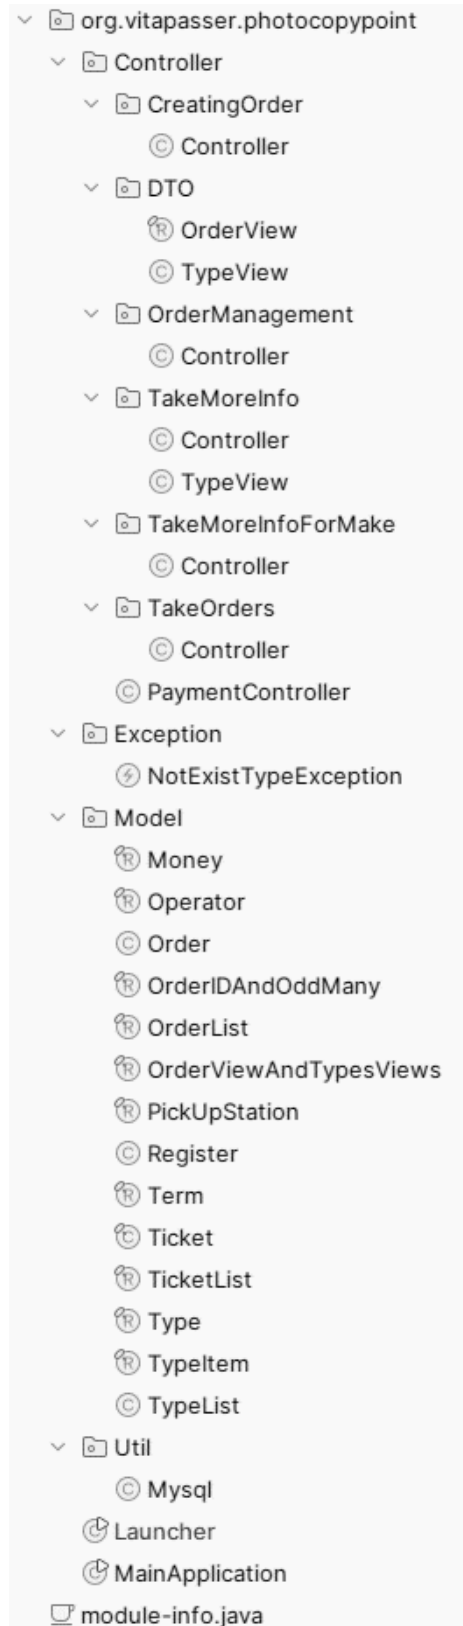 org.vitapasser.photocopypoint
Controller
CreatingOrder
Controller
DTO
OrderView
TypeView
OrderManagement
Controller
TakeMoreInfo
Controller
TypeView
TakeMoreInfoForMake
Controller
TakeOrders
Controller
PaymentController
Exception
NotExistTypeException
Model
Money
Operator
Order
OrderIDAndOddMany
OrderList
OrderViewAndTypesViews
PickUpStation
Register
Term
Ticket
TicketList
Type
TypeItem
TypeList
Util
Mysql
Launcher
MainApplication
module-info.java